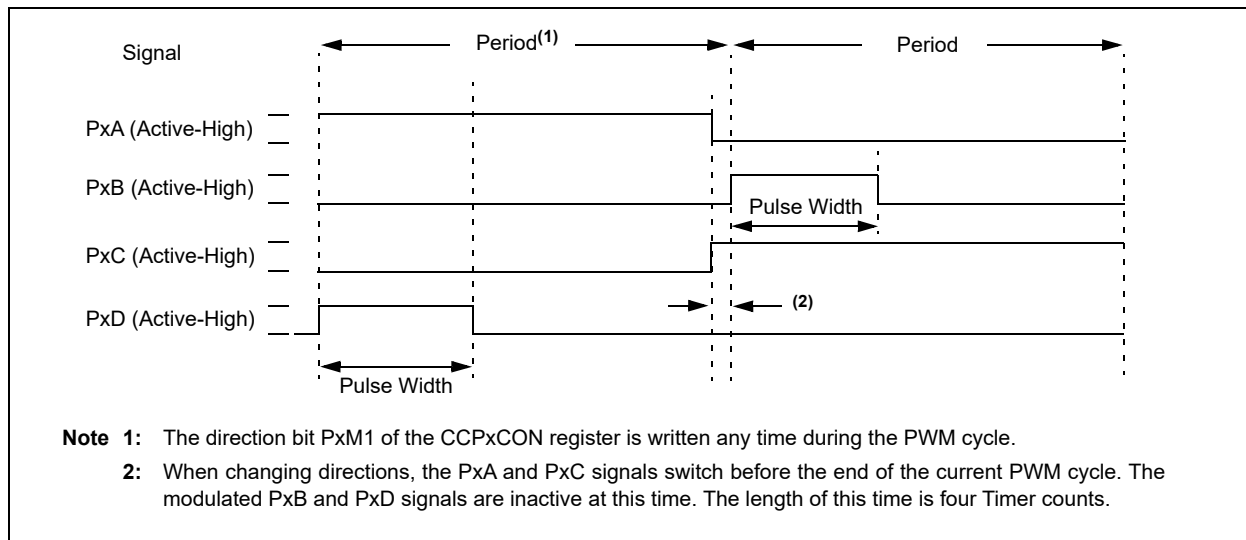 Signal
Period(1)
Period
PxA (Active-High)
PxB (Active-High)
Pulse Width
PxC (Active-High)
(2)
PxD (Active-High)
Pulse Width
Note 1: The direction bit PxM1 of the CCPxCON register is written any time during the PWM cycle.
2: When changing directions, the PxA and PxC signals switch before the end of the current PWM cycle. The
modulated PxB and PxD signals are inactive at this time. The length of this time is four Timer counts.